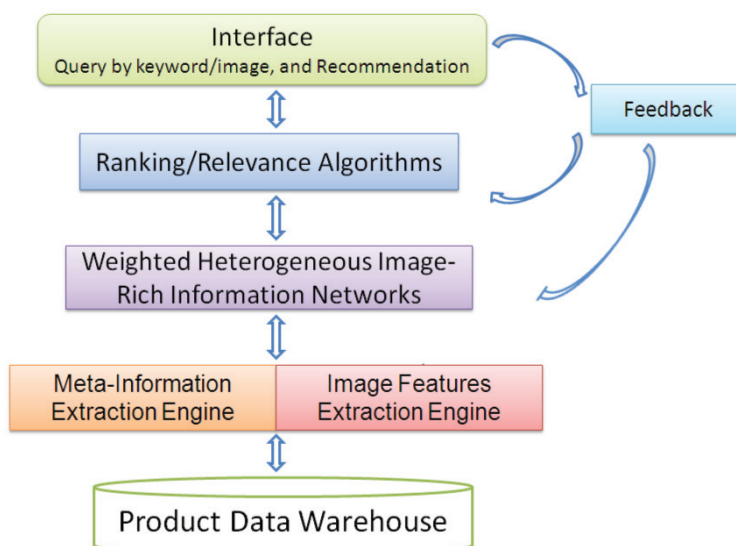 Interface
Query by keyword/image, and Recommendation
Feedback
Ranking/Relevance Algorithms
Weighted Heterogeneous Image-
Rich Information Networks
Meta-Information
Extraction Engine
Image Features
Extraction Engine
Product Data Warehouse